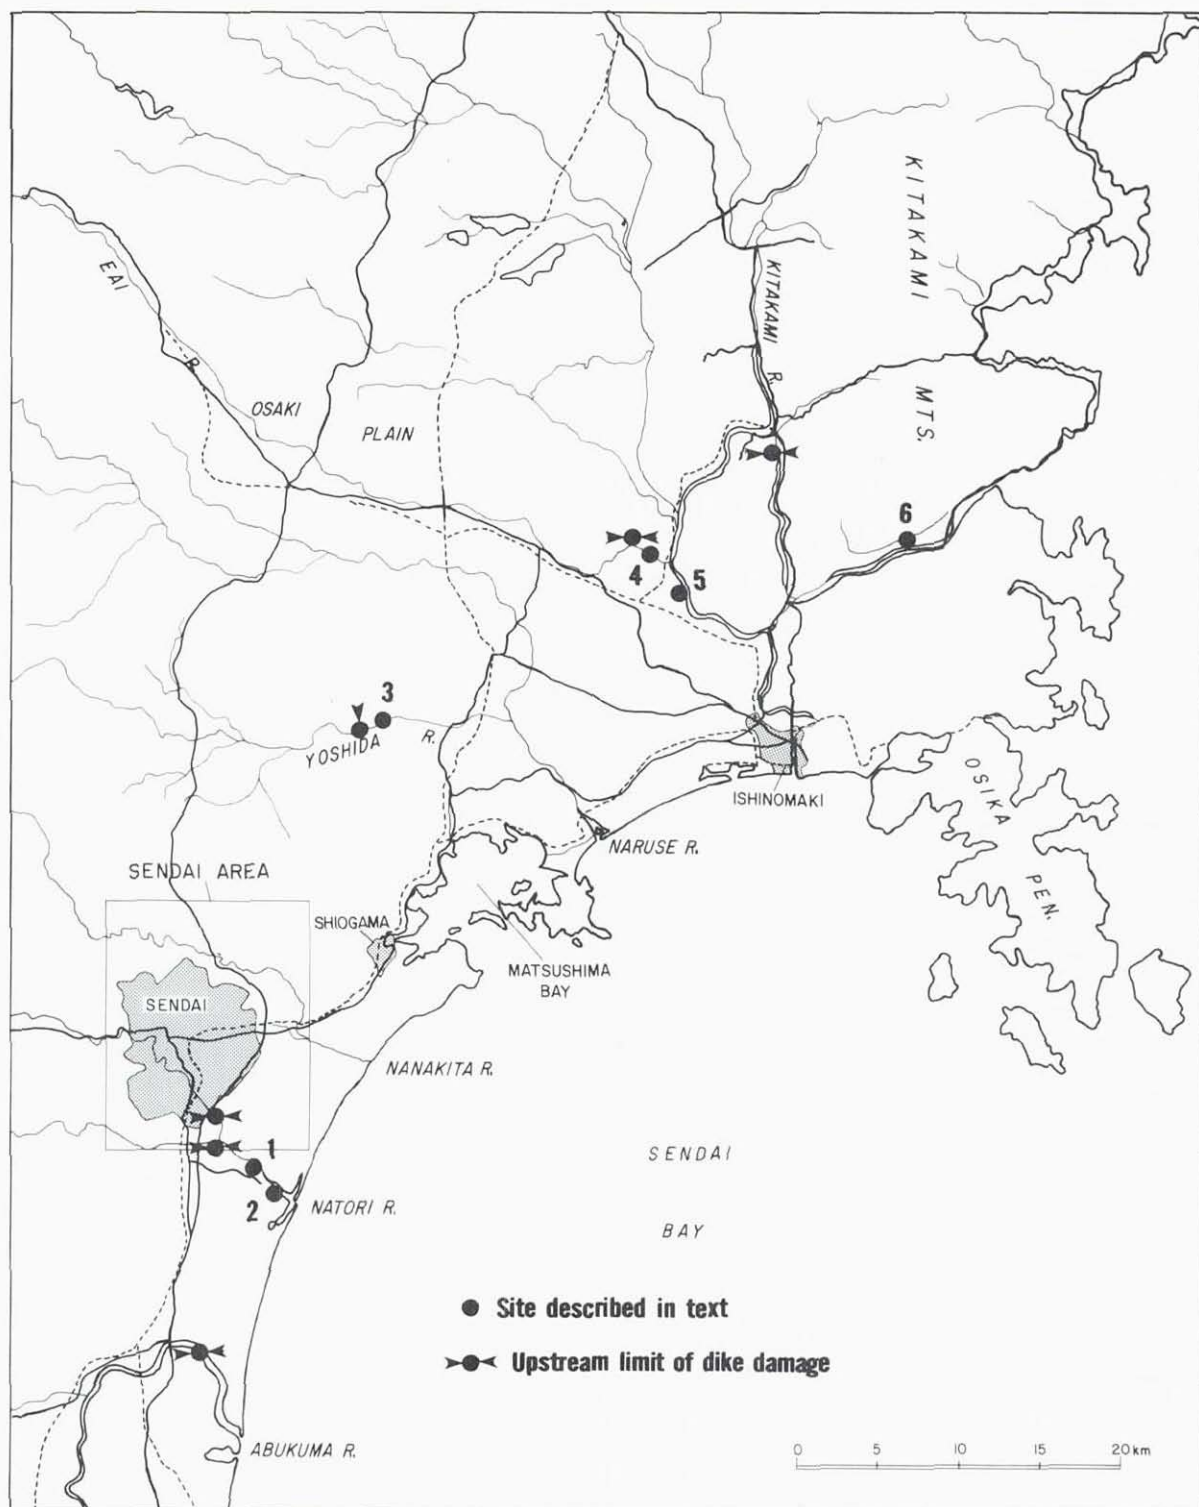 KITAKAMI
EAI
KITAKAMI
R.
R.
MTS.
OSAKI
PLAIN
6
4
5
3
YOSHIDA
R.
OSIKA
ISHINOMAKI
NARUSE R.
SENDAI AREA
PEN.
SHIOGAMA
MATSUSHIMA
BAY
SENDAI
NANAKITA R.
1
SENDAI
2
NATORI R.
BAY
Site described in text
Upstream limit of dike damage
ABUKUMA R.
0 5 10 15 20 km